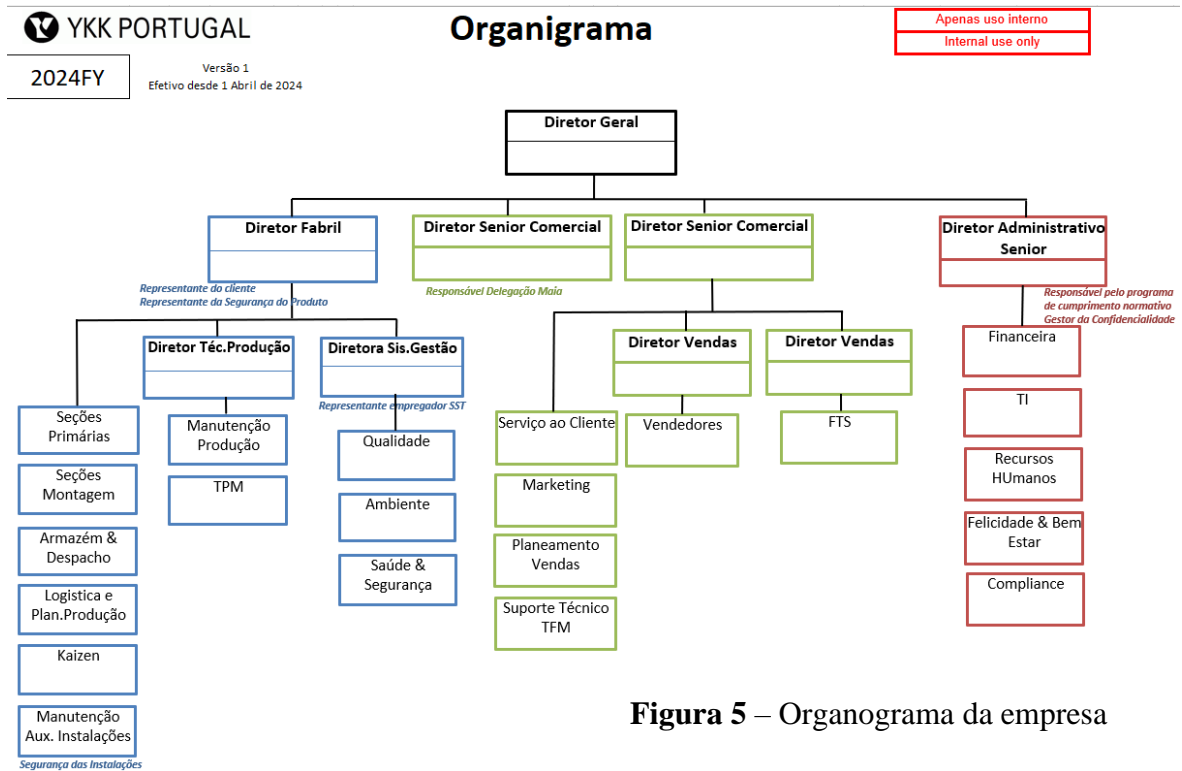 YKK PORTUGAL
Organigrama
Apenas uso interno
Internal use only
2024FY
Versão 1
Efetivo desde 1 Abril de 2024
Diretor Geral
Diretor Fabril
Representante do cliente
Representante da Segurança do Produto
Diretor Senior Comercial
Responsável Delegação Maia
Diretor Senior Comercial
Diretor Administrativo
Senior
Responsável pelo programa
de cumprimento normativo
Gestor da Confidencialidade
Diretor Téc.Produção
Diretora Sis.Gestão
Representante empregador SST
Diretor Vendas
Diretor Vendas
Seções
Primárias
Seções
Montagem
Armazém &
Despacho
Logistica e
Plan.Produção
Kaizen
Manutenção
Aux. Instalações
Segurança das Instalações
Manutenção
Produção
TPM
Qualidade
Ambiente
Saúde &
Segurança
Serviço ao Cliente
Marketing
Planeamento
Vendas
Suporte Técnico
TFM
Vendedores
FTS
Financeira
TI
Recursos
HUmanos
Felicidade & Bem
Estar
Compliance
Figura 5 – Organograma da empresa